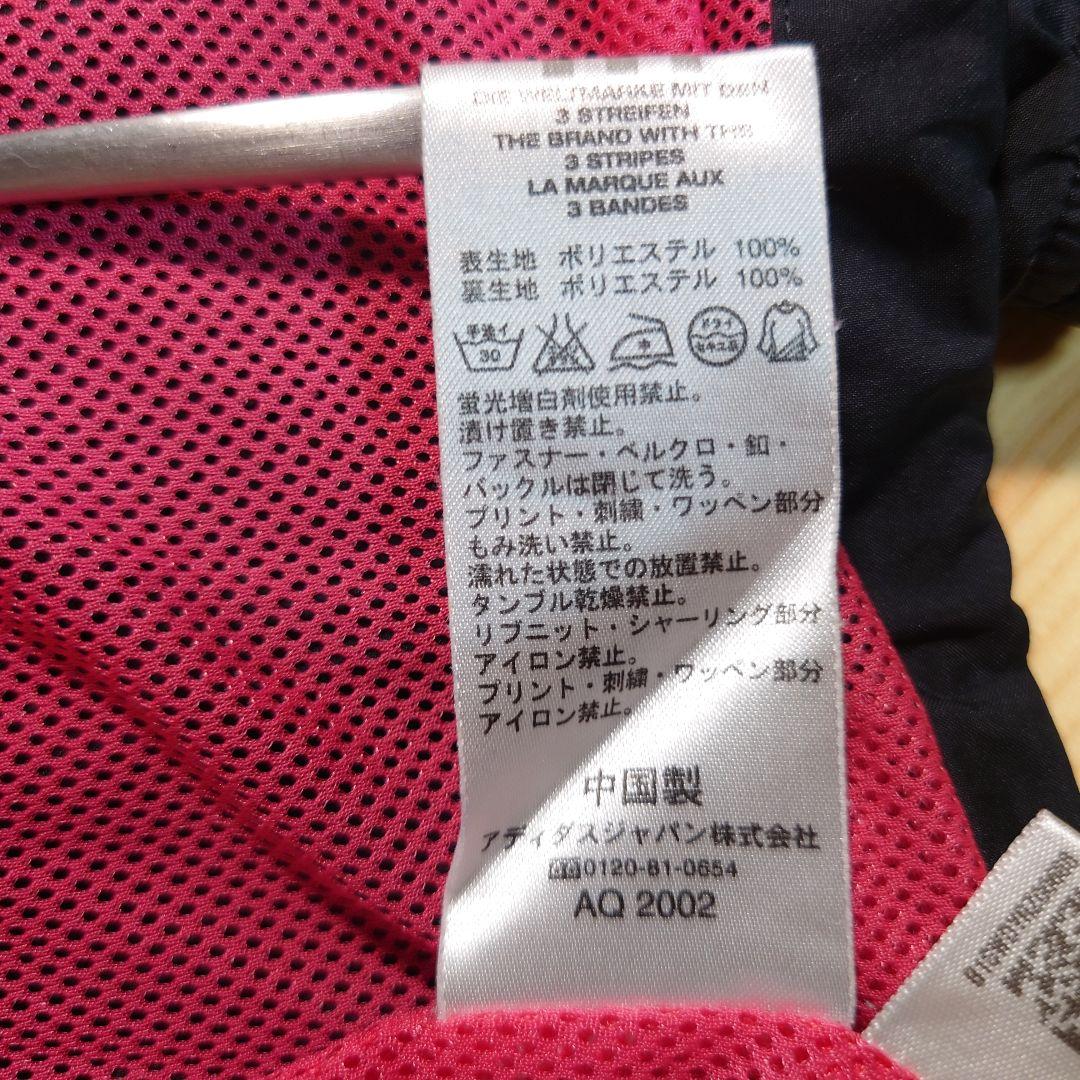 DIE WELTMARKE MIT DEN
3 STREIFEN
THE BRAND WITH THE
3 STRIPES
LA MARQUE AUX
3 BANDES
表生地 ポリエステル 100%
裏生地 ポリエステル 100%
手洗イ
30
ドライ
蛍光増白剤使用禁止。
漬け置き禁止。
ファスナー・ベルクロ・釦・
バックルは閉じて洗う。
プリント・刺繍・ワッペン部分
もみ洗い禁止。
濡れた状態での放置禁止。
タンブル乾燥禁止。
リブニット・シャーリング部分
アイロン禁止。
プリント・刺繍・ワッペン部分
アイロン禁止。
中国製
アディダスジャパン株式会社
0120-81-0654
AQ 2002